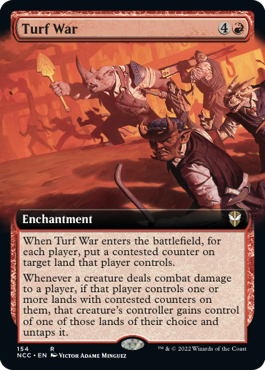 Turf War 4
Enchantment
When Turf War enters the battlefield, for
each player, put a contested counter on
target land that player controls.
Whenever a creature deals combat damage
to a player, if that player controls one or
more lands with contested counters on
them, that creature's controller gains control
of one of those lands of their choice and
untaps it.
154 R
NCC • EN Victor Adame Minguez
™ & © 2022 Wizards of the Coast